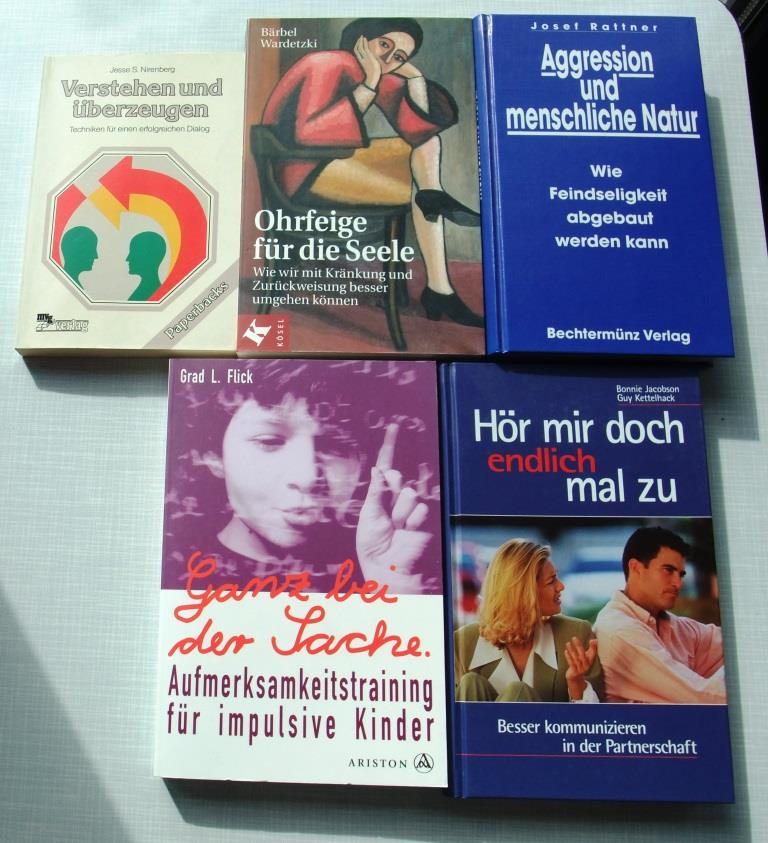 Jesse S. Nirenberg
Verstehen und
überzeugen
Techniken für einen erfolgreichen Dialog
mvg
verlag
Paperbacks
Bärbel
Wardetzki
Ohrfeige
für die Seele
Wie wir mit Kränkung und
Zurückweisung besser
umgehen können
K
KÖSEL
Josef Rattner
Aggression
und
menschliche Natur
Wie
Feindseligkeit
abgebaut
werden kann
Bechtermünz Verlag
Grad L. Flick
Ganz bei
der Sache.
Aufmerksamkeitstraining
für impulsive Kinder
ARISTON
Bonnie Jacobson
Guy Kettelhack
Hör mir doch
endlich
mal zu
Besser kommunizieren
in der Partnerschaft